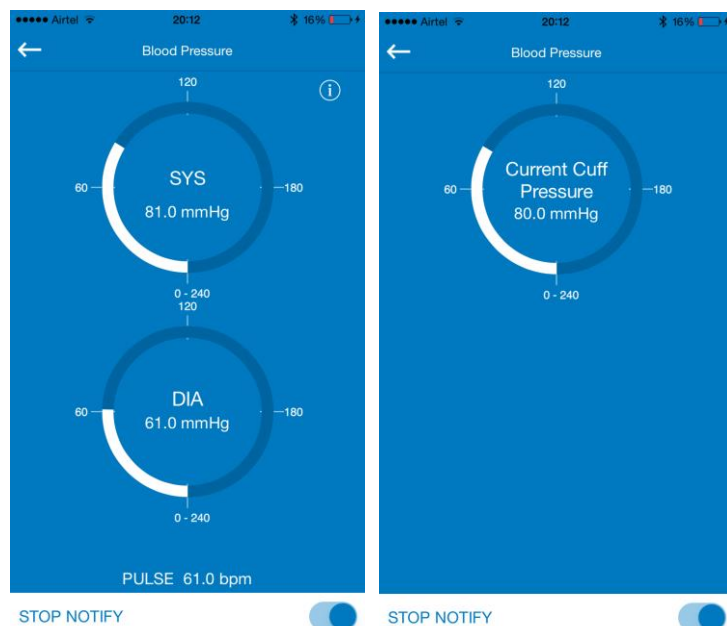 ●●●●● Airtel 20:12 16%
Blood Pressure
i
120
SYS
60 180
81.0 mmHg
0 - 240
120
DIA
60 180
61.0 mmHg
0 - 240
PULSE 61.0 bpm
STOP NOTIFY
●●●●● Airtel 20:12 16%
Blood Pressure
120
Current Cuff
Pressure
60 180
80.0 mmHg
0 - 240
STOP NOTIFY